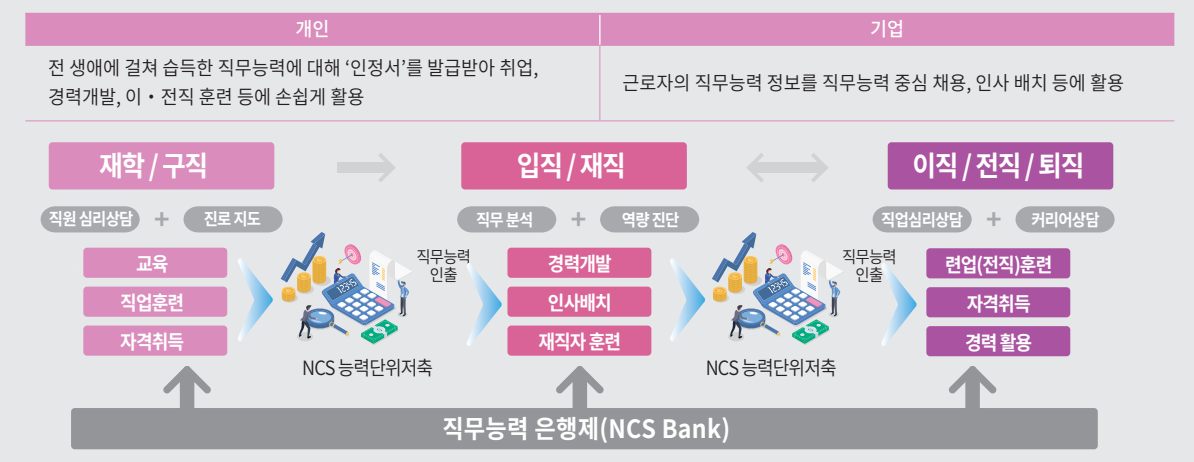 개인
기업
전 생애에 걸쳐 습득한 직무능력에 대해 ‘인정서’를 발급받아 취업,
경력개발, 이・전직 훈련 등에 손쉽게 활용
근로자의 직무능력 정보를 직무능력 중심 채용, 인사 배치 등에 활용
재학 / 구직
입직 / 재직
이직 / 전직 / 퇴직
직원 심리상담 + 진로 지도
직무 분석 + 역량 진단
직업심리상담 + 커리어상담
교육
직업훈련
자격취득
12345
NCS 능력단위저축
직무능력
인출
경력개발
인사배치
재직자 훈련
12345
NCS 능력단위저축
직무능력
인출
련업(전직)훈련
자격취득
경력 활용
직무능력 은행제(NCS Bank)